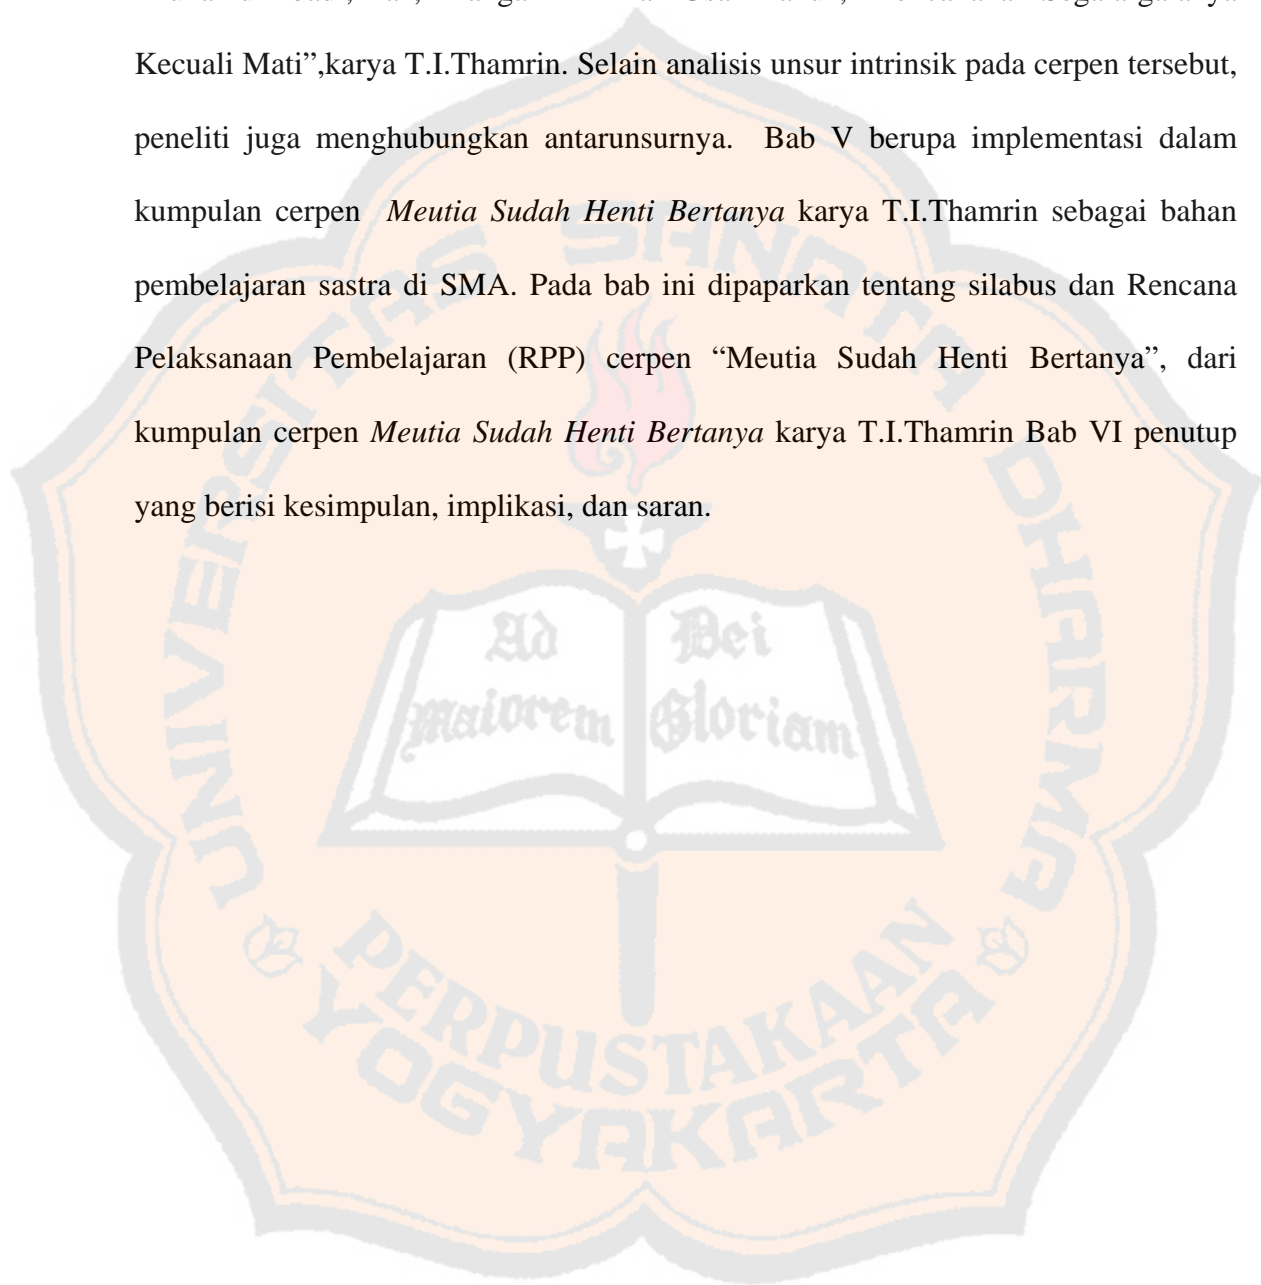 Kecuali Mati”,karya T.I.Thamrin. Selain analisis unsur intrinsik pada cerpen tersebut,
peneliti juga menghubungkan antarunsurnya. Bab V berupa implementasi dalam
kumpulan cerpen Meutia Sudah Henti Bertanya karya T.I.Thamrin sebagai bahan
pembelajaran sastra di SMA. Pada bab ini dipaparkan tentang silabus dan Rencana
Pelaksanaan Pembelajaran (RPP) cerpen “Meutia Sudah Henti Bertanya”, dari
kumpulan cerpen Meutia Sudah Henti Bertanya karya T.I.Thamrin Bab VI penutup
yang berisi kesimpulan, implikasi, dan saran.
UNIVERSITAS SANATA DHARMA
Ad Dei
maiorem Gloriam
PERPUSTAKAAN
YOGYAKARTA